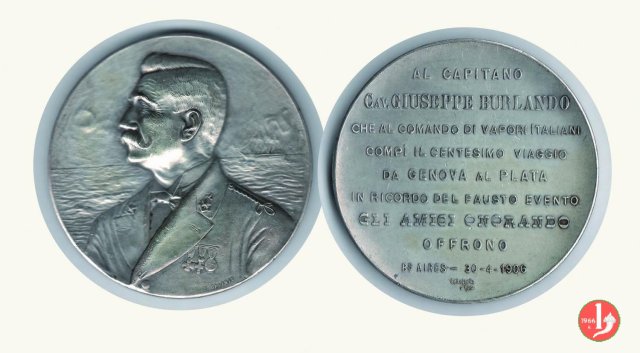 AL CAPITANO
CAV. GIUSEPPE BURLANDO
CHE AL COMANDO DI VAPORI ITALIANI
COMPÌ IL CENTESIMO VIAGGIO
DA GENOVA AL PLATA
IN RICORDO DEL FAUSTO EVENTO
GLI AMICI ONORANDO
OFFRONO
BS AIRES — 30-4-1906
1966